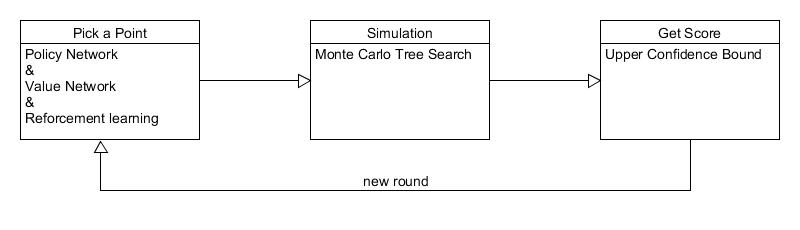 Pick a Point
Policy Network
&
Value Network
&
Reforcement learning
Simulation
Monte Carlo Tree Search
Get Score
Upper Confidence Bound
new round